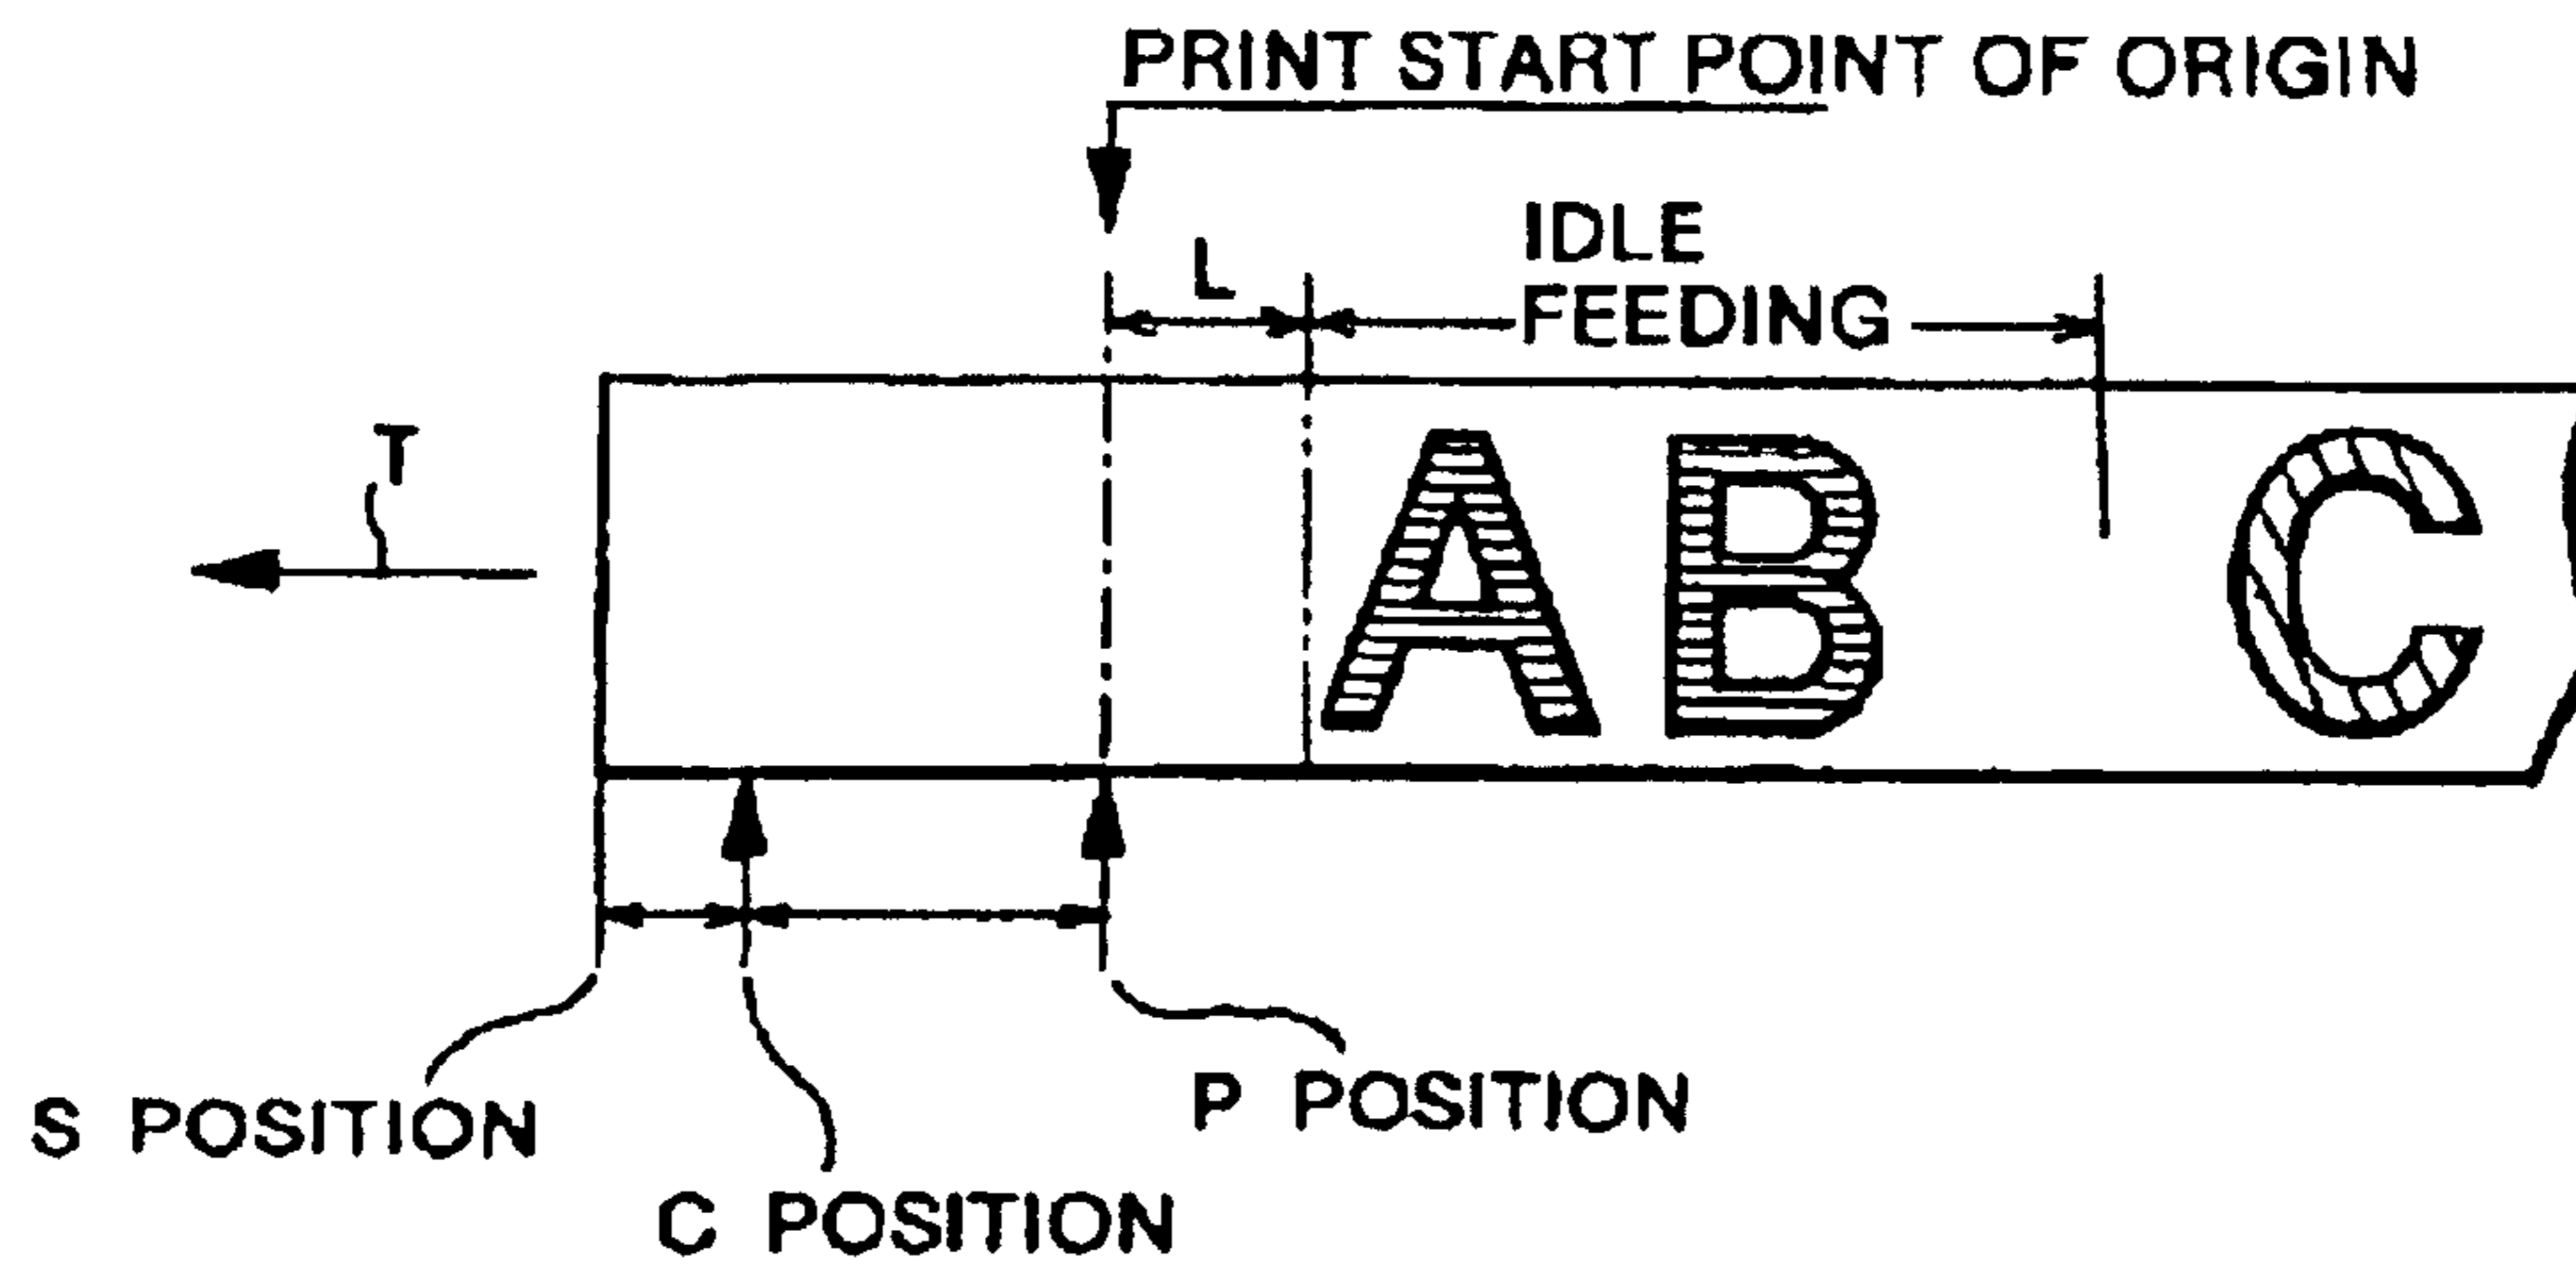 PRINT START POINT OF ORIGIN
L
IDLE
FEEDING
T
AB C
S POSITION
P POSITION
C POSITION